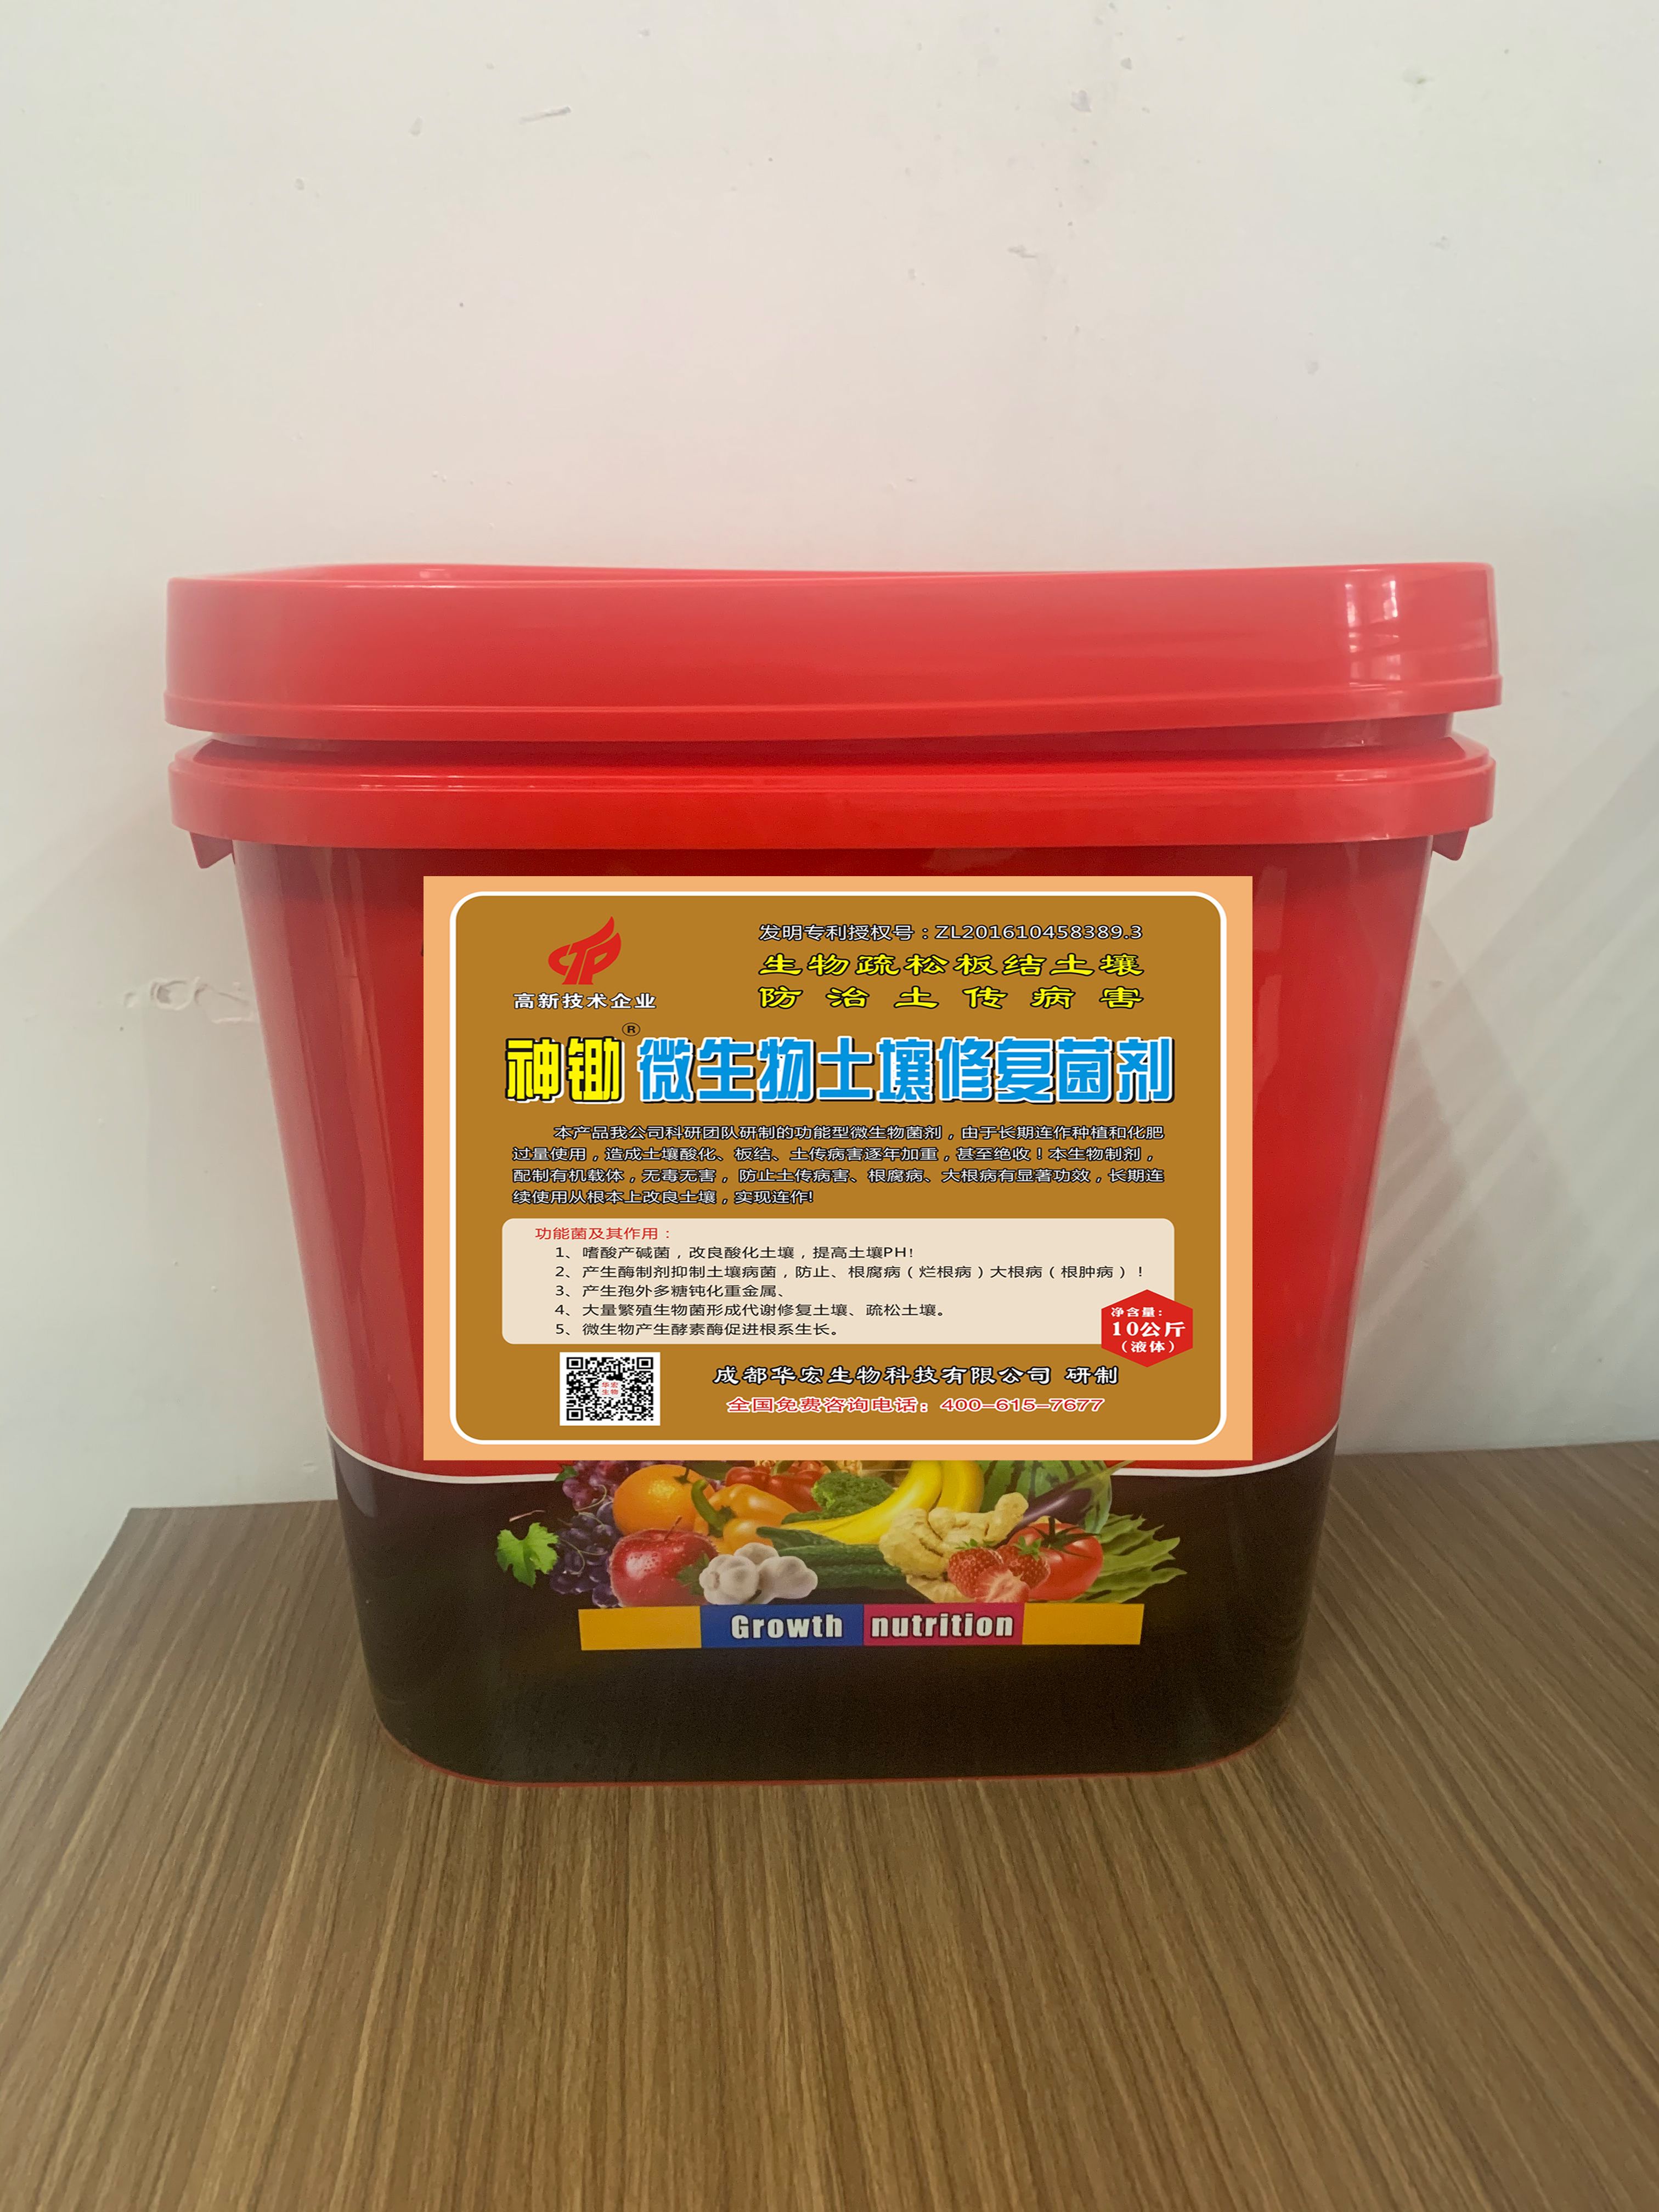 高新技术企业
发明专利授权号：ZL201610458389.3
生物疏松板结土壤
防治土传病害
神锄® 微生物土壤修复菌剂
本产品我公司科研团队研制的功能型微生物菌剂，由于长期连作种植和化肥
过量使用，造成土壤酸化、板结、土传病害逐年加重，甚至绝收！本生物制剂，
配制有机载体，无毒无害，防止土传病害、根腐病、大根病有显著功效，长期连
续使用从根本上改良土壤，实现连作!
功能菌及其作用：
1、嗜酸产碱菌，改良酸化土壤，提高土壤PH!
2、产生酶制剂抑制土壤病菌，防止、根腐病（烂根病）大根病（根肿病）！
3、产生孢外多糖钝化重金属、
4、大量繁殖生物菌形成代谢修复土壤、疏松土壤。
5、微生物产生酵素酶促进根系生长。
净含量：
10公斤
（液体）
华宏
生物
成都华宏生物科技有限公司 研制
全国免费咨询电话：400-615-7677
Growth nutrition